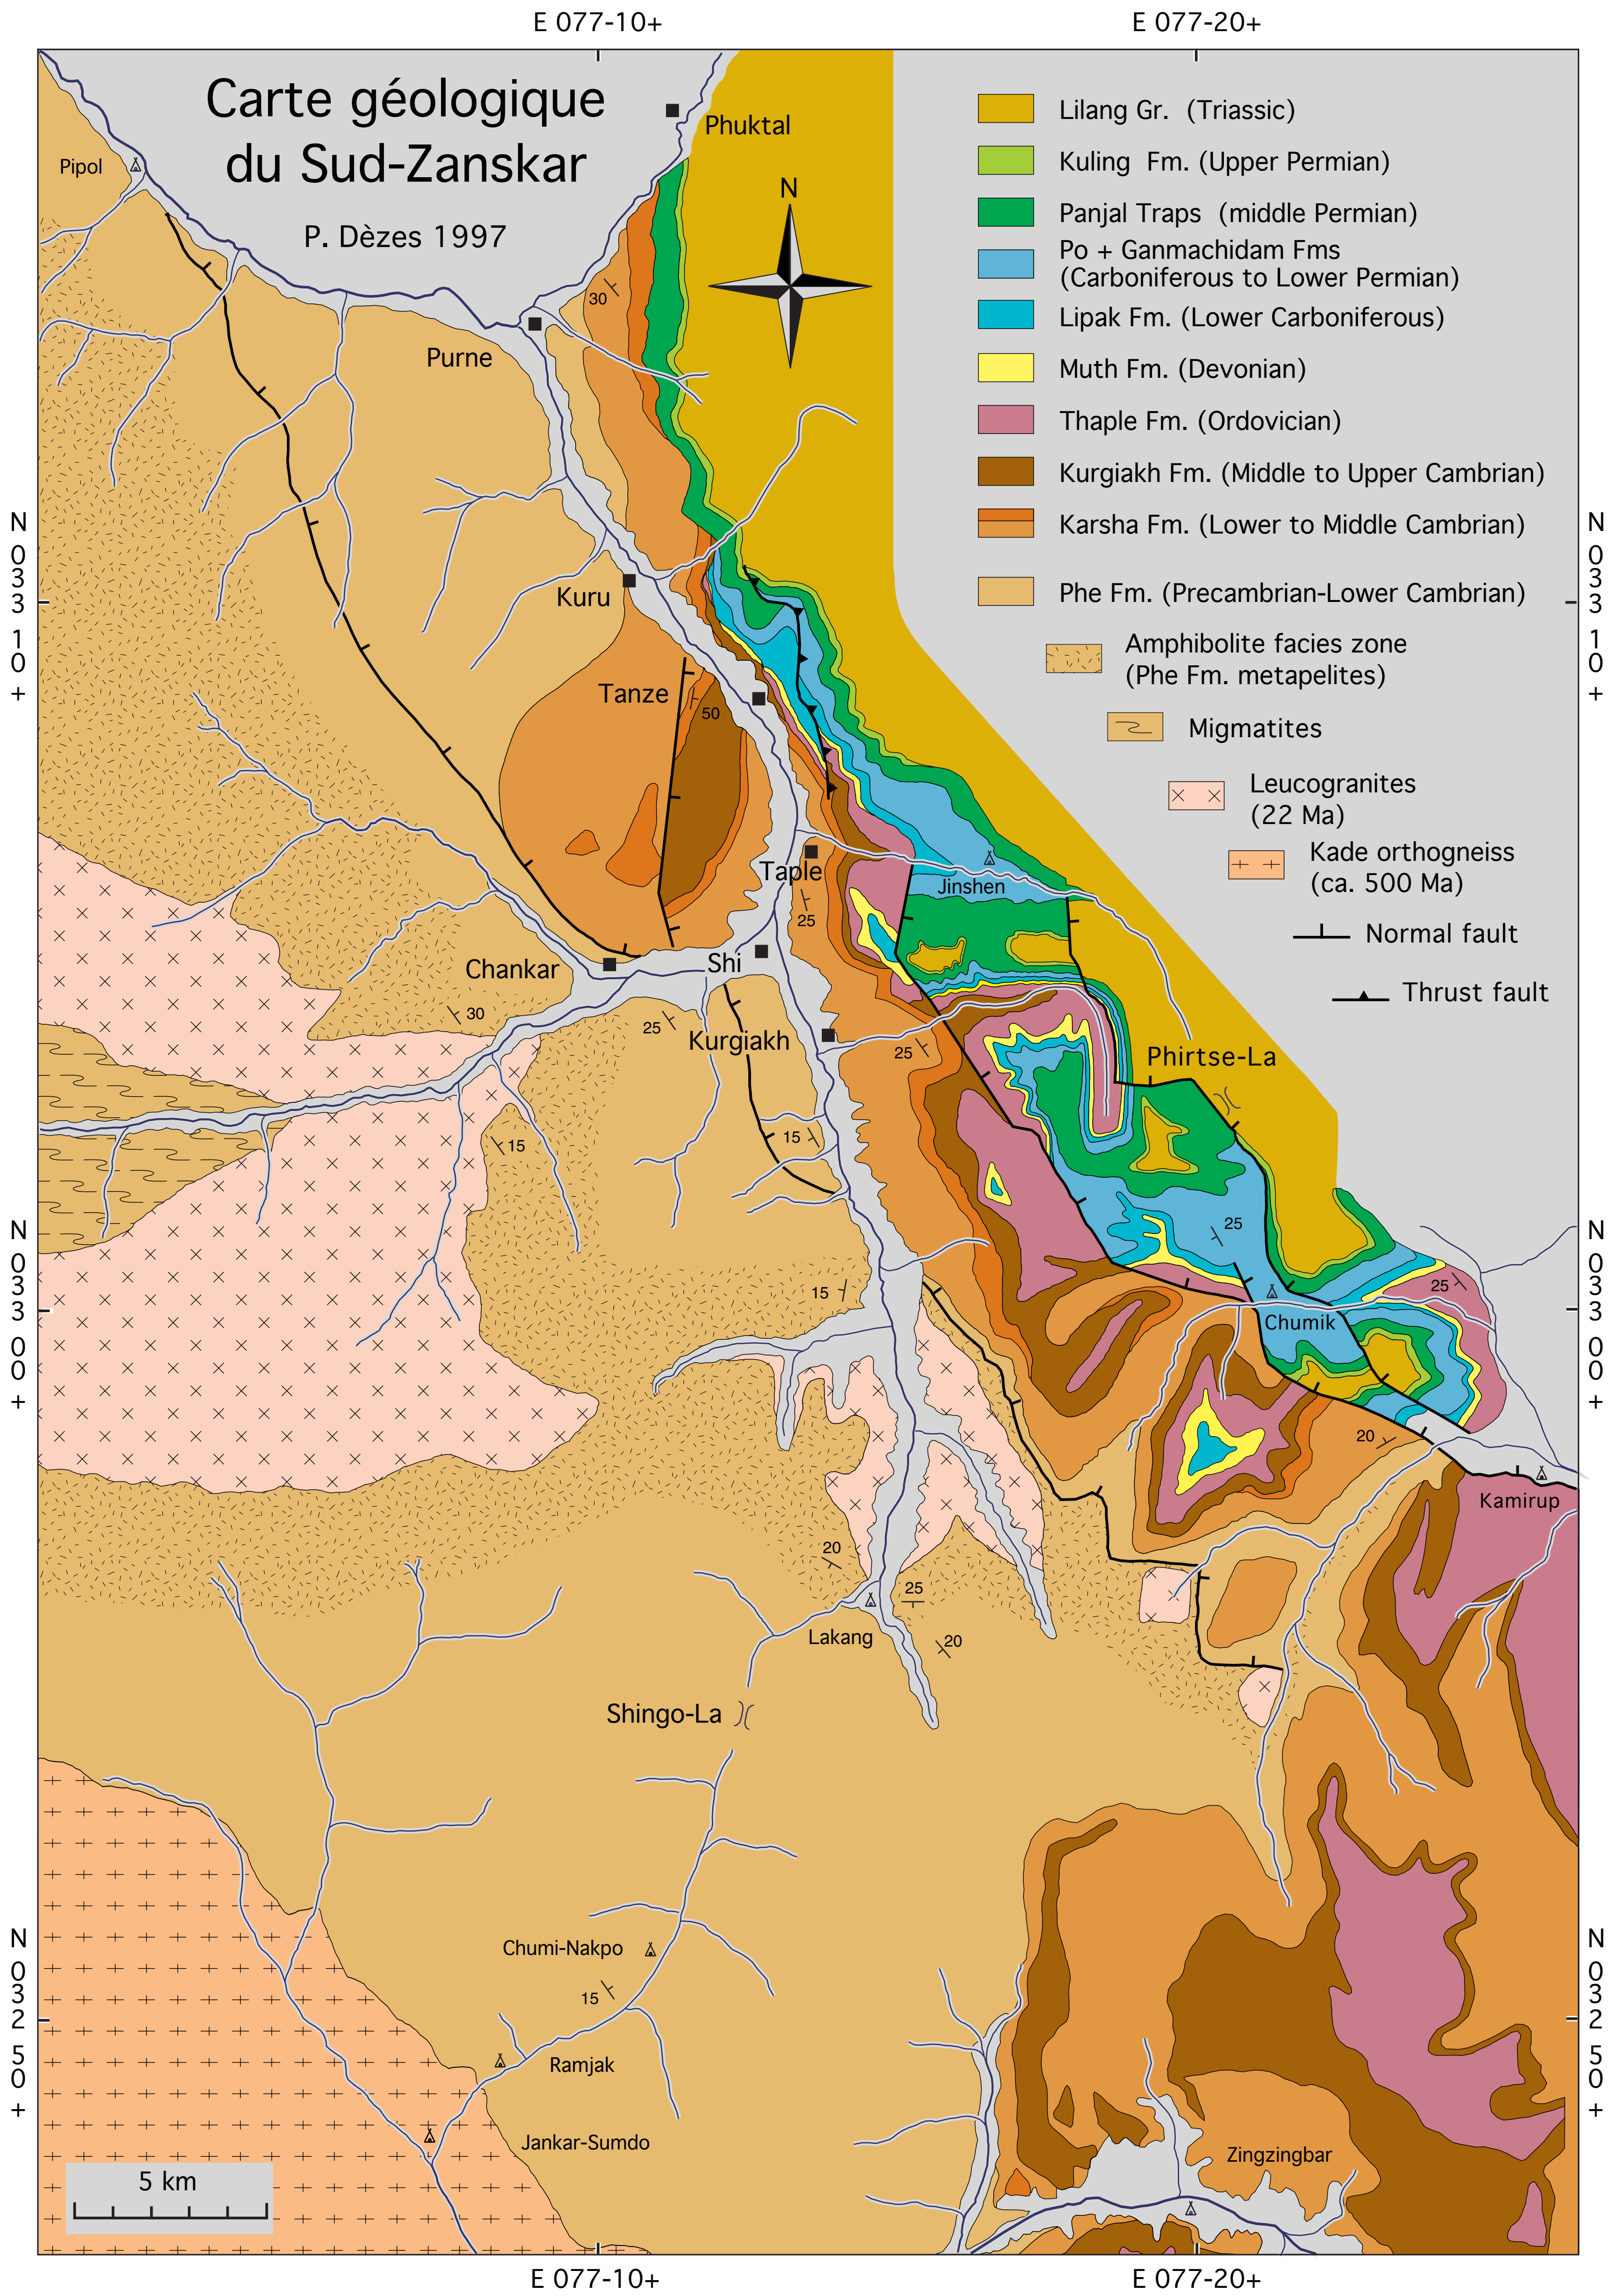 E 077-10+
E 077-20+
Carte géologique
du Sud-Zanskar
P. Dèzes 1997
Phuktal
Pipol
N
Lilang Gr. (Triassic)
Kuling Fm. (Upper Permian)
Panjal Traps (middle Permian)
Po + Ganmachidam Fms
(Carboniferous to Lower Permian)
Lipak Fm. (Lower Carboniferous)
Muth Fm. (Devonian)
Thaple Fm. (Ordovician)
Kurgiakh Fm. (Middle to Upper Cambrian)
Karsha Fm. (Lower to Middle Cambrian)
Phe Fm. (Precambrian-Lower Cambrian)
Amphibolite facies zone
(Phe Fm. metapelites)
Migmatites
Leucogranites
(22 Ma)
Kade orthogneiss
(ca. 500 Ma)
Normal fault
Thrust fault
30
Purne
N 033 10+
N 033 10+
Kuru
Tanze
50
Taple
25
Jinshen
Shi
Chankar
30
25
Kurgiakh
25
Phirtse-La
15
15
25
N 033 00+
N 033 00+
15
25
Chumik
20
Kamirup
20
25
Lakang
20
Shingo-La
Chumi-Nakpo
15
N 032 50+
N 032 50+
Ramjak
Jankar-Sumdo
Zingzingbar
5 km
E 077-10+
E 077-20+